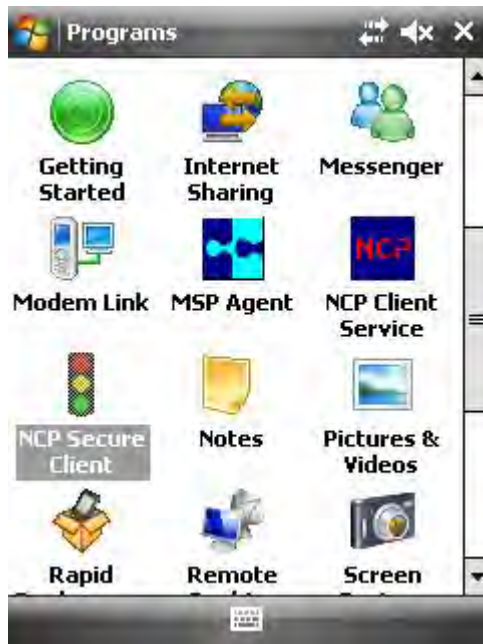 Programs
Getting
Started
Internet
Sharing
Messenger
Modem Link
MSP Agent
NCP
NCP Client
Service
NCP Secure
Client
Notes
Pictures &
Videos
Rapid
Remote
Screen